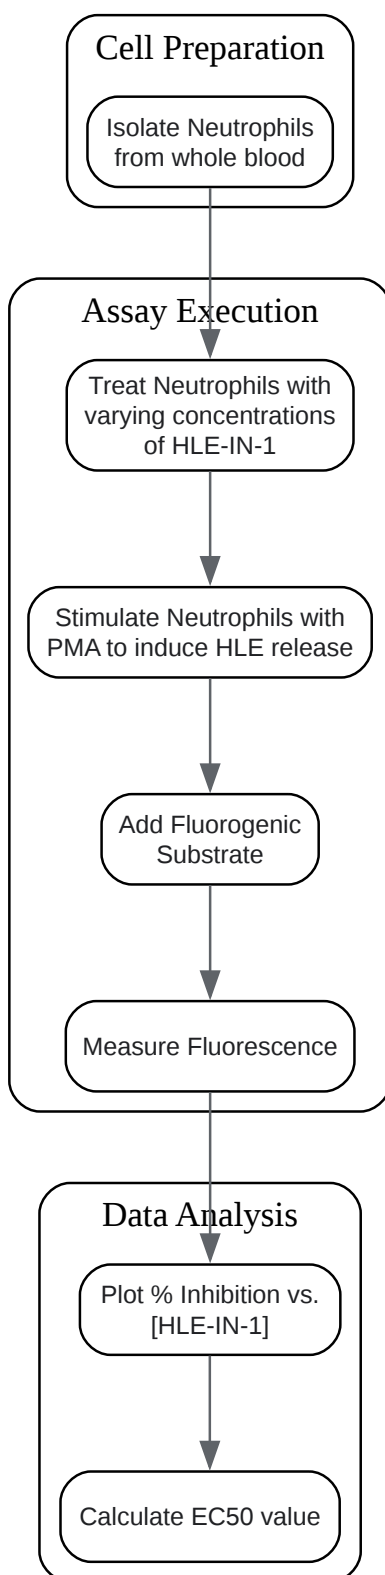 Cell Preparation
Isolate Neutrophils
from whole blood
Assay Execution
Treat Neutrophils with
varying concentrations
of HLE-IN-1
Stimulate Neutrophils with
PMA to induce HLE release
Add Fluorogenic
Substrate
Measure Fluorescence
Data Analysis
Plot % Inhibition vs.
[HLE-IN-1]
Calculate EC50 value